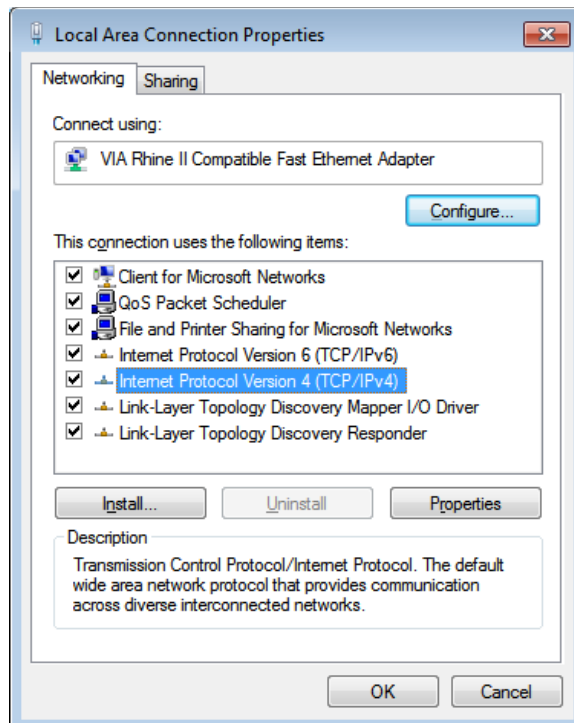 Local Area Connection Properties
Networking
Sharing
Connect using:
VIA Rhine II Compatible Fast Ethernet Adapter
Configure...
This connection uses the following items:
Client for Microsoft Networks
QoS Packet Scheduler
File and Printer Sharing for Microsoft Networks
Internet Protocol Version 6 (TCP/IPv6)
Internet Protocol Version 4 (TCP/IPv4)
Link-Layer Topology Discovery Mapper I/O Driver
Link-Layer Topology Discovery Responder
Install...
Uninstall
Properties
Description
Transmission Control Protocol/Internet Protocol. The default
wide area network protocol that provides communication
across diverse interconnected networks.
OK
Cancel